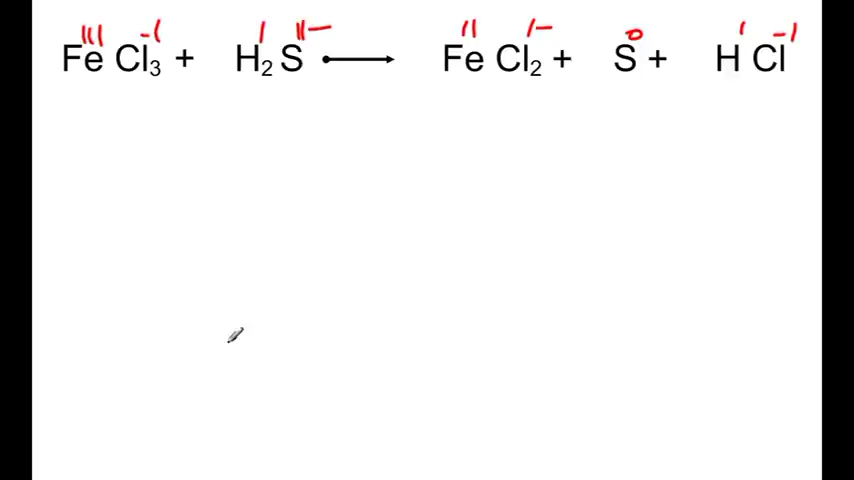 III -I I II- II I- 0 I -I
FeCl₃ + H₂S ⟶ FeCl₂ + S + HCl